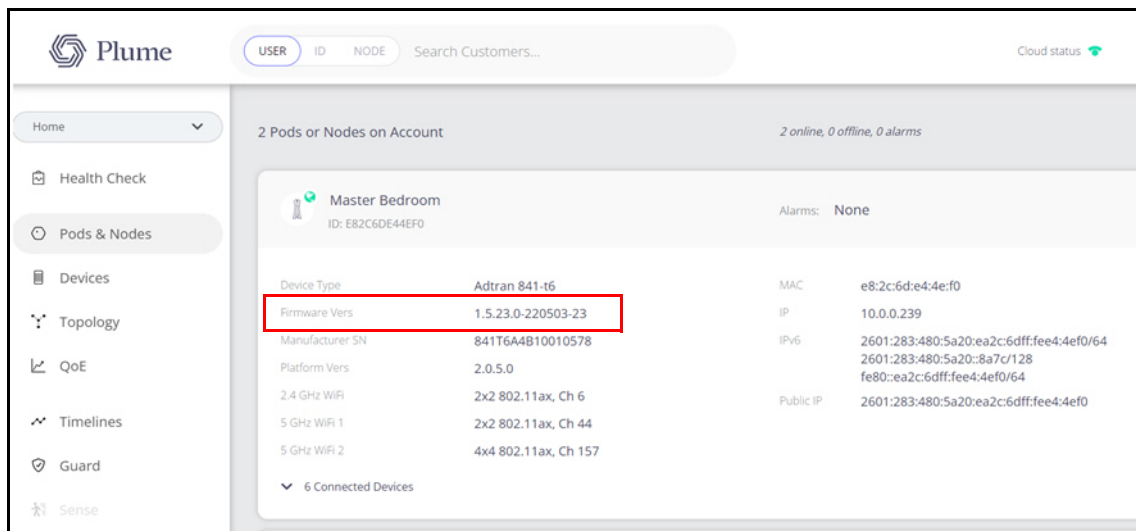 Plume
USER ID NODE Search Customers...
Cloud status
Home
Health Check
Pods & Nodes
Devices
Topology
QoE
Timelines
Guard
Sense
2 Pods or Nodes on Account
2 online, 0 offline, 0 alarms
Master Bedroom
ID: E82C6DE44EF0
Alarms: None
Device Type Adtran 841-t6
Firmware Vers 1.5.23.0-220503-23
Manufacturer SN 841T6A4B10010578
Platform Vers 2.0.5.0
2.4 GHz WiFi 2x2 802.11ax, Ch 6
5 GHz WiFi 1 2x2 802.11ax, Ch 44
5 GHz WiFi 2 4x4 802.11ax, Ch 157
6 Connected Devices
MAC e8:2c:6d:e4:4e:f0
IP 10.0.0.239
IPv6 2601:283:480:5a20:ea2c:6dff:fee4:4ef0/64
2601:283:480:5a20::8a7c/128
fe80::ea2c:6dff:fee4:4ef0/64
Public IP 2601:283:480:5a20:ea2c:6dff:fee4:4ef0